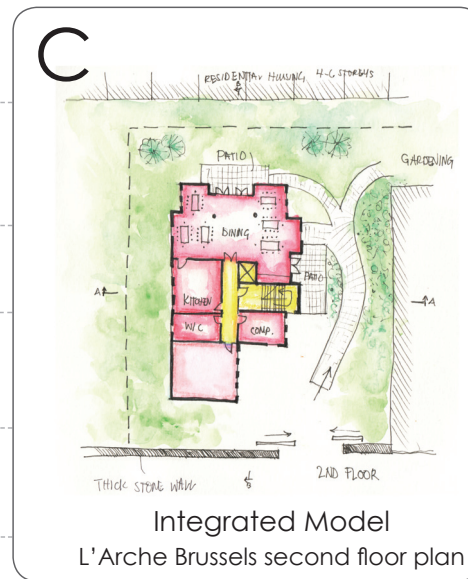 C
RESIDENTIAL HOUSING, 4-6 STOREYS
PATIO
GARDENING
DINING
PATIO
A
KITCHEN
A
W/C
COMP.
2ND FLOOR
THICK STONE WALL
Integrated Model
L'Arche Brussels second floor plan